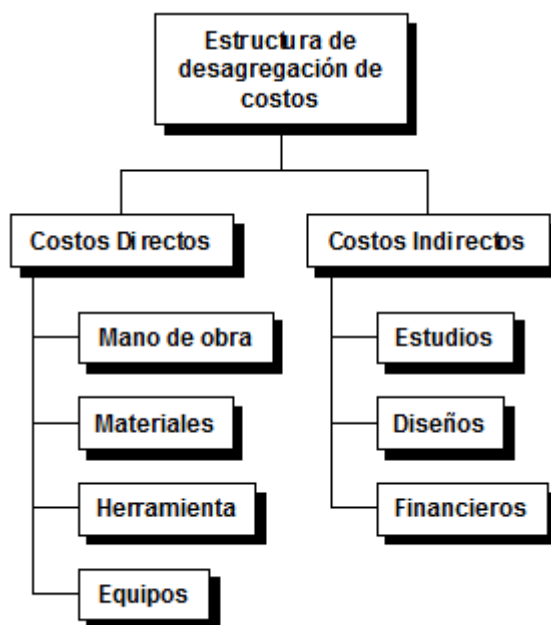 Estructura de
desagregación de
costos
Costos Directos
Costos Indirectos
Mano de obra
Estudios
Materiales
Diseños
Herramienta
Financieros
Equipos